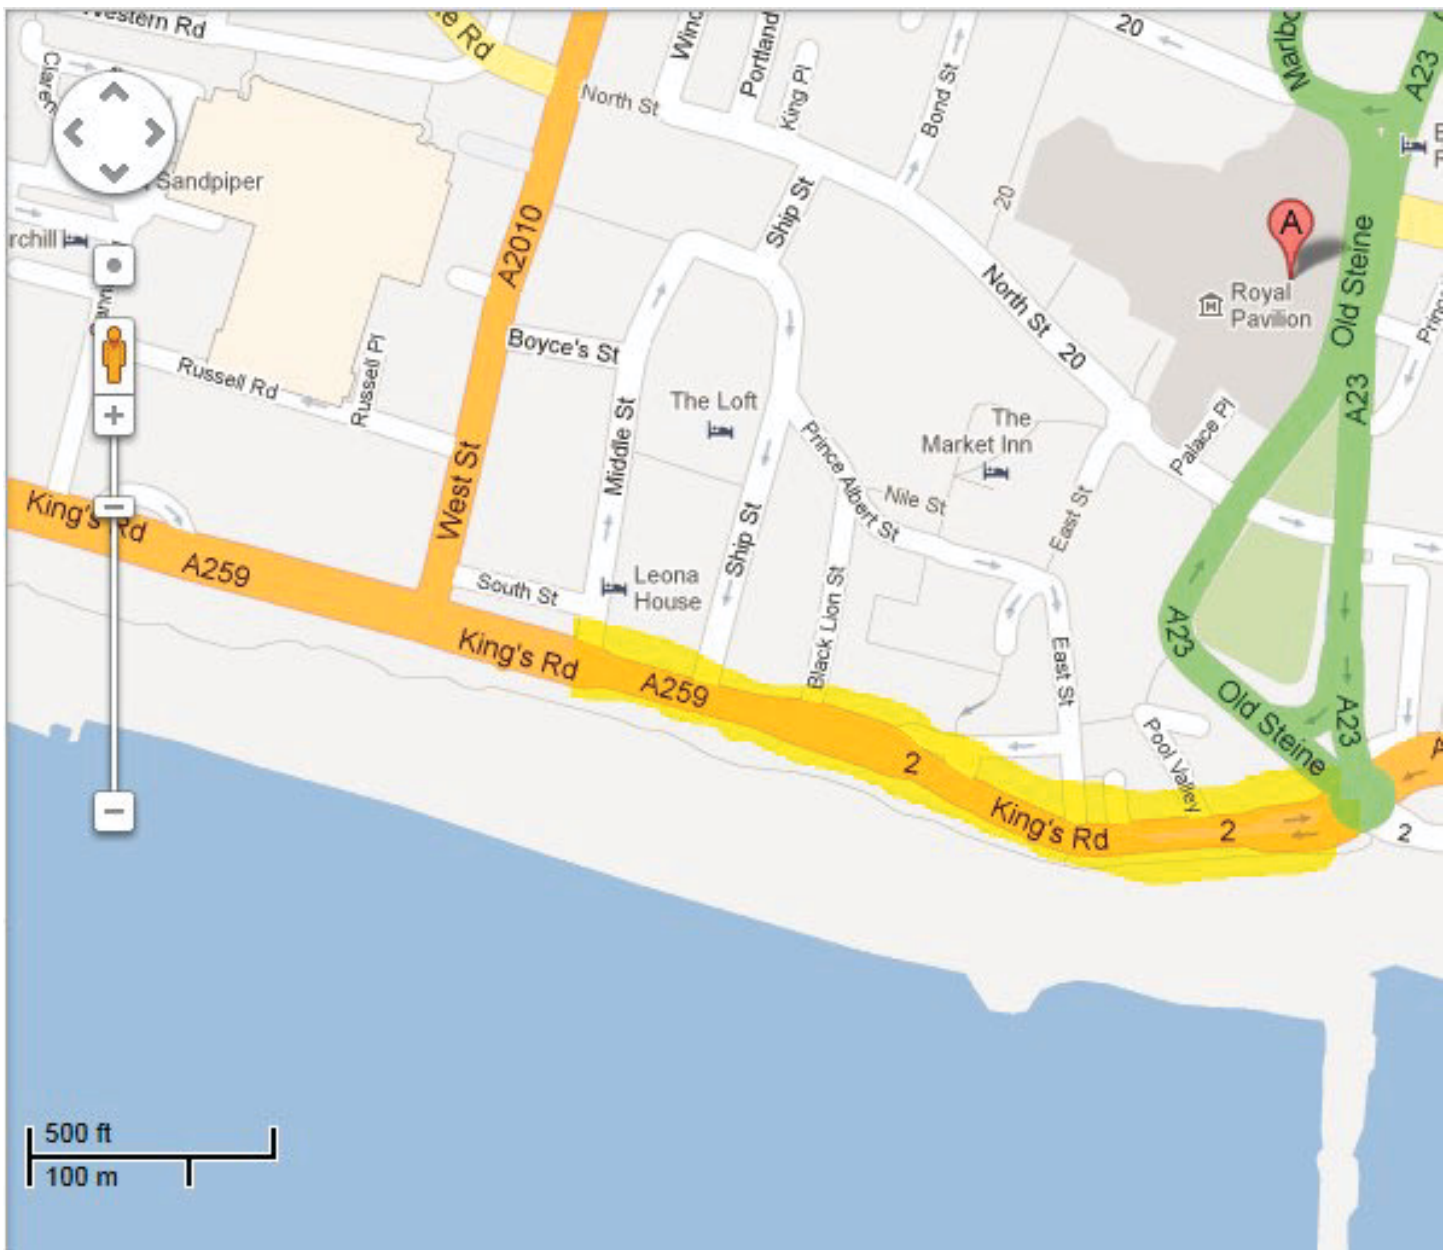 Western Rd
North St
Portland
King Pl
Bond St
20
A23
Sandpiper
A2010
Ship St
20
North St
20
A
Royal
Pavilion
Old Steine
A23
Boyce's St
Russell Rd
Russell Pl
The Loft
The
Market Inn
Middle St
Prince Albert St
Nile St
Palace Pl
East St
West St
King's Rd
A259
South St
Leona
House
Ship St
Black Lion St
East St
A23
King's Rd
A259
2
Old Steine
A23
Pool Valley
King's Rd
2
2
500 ft
100 m